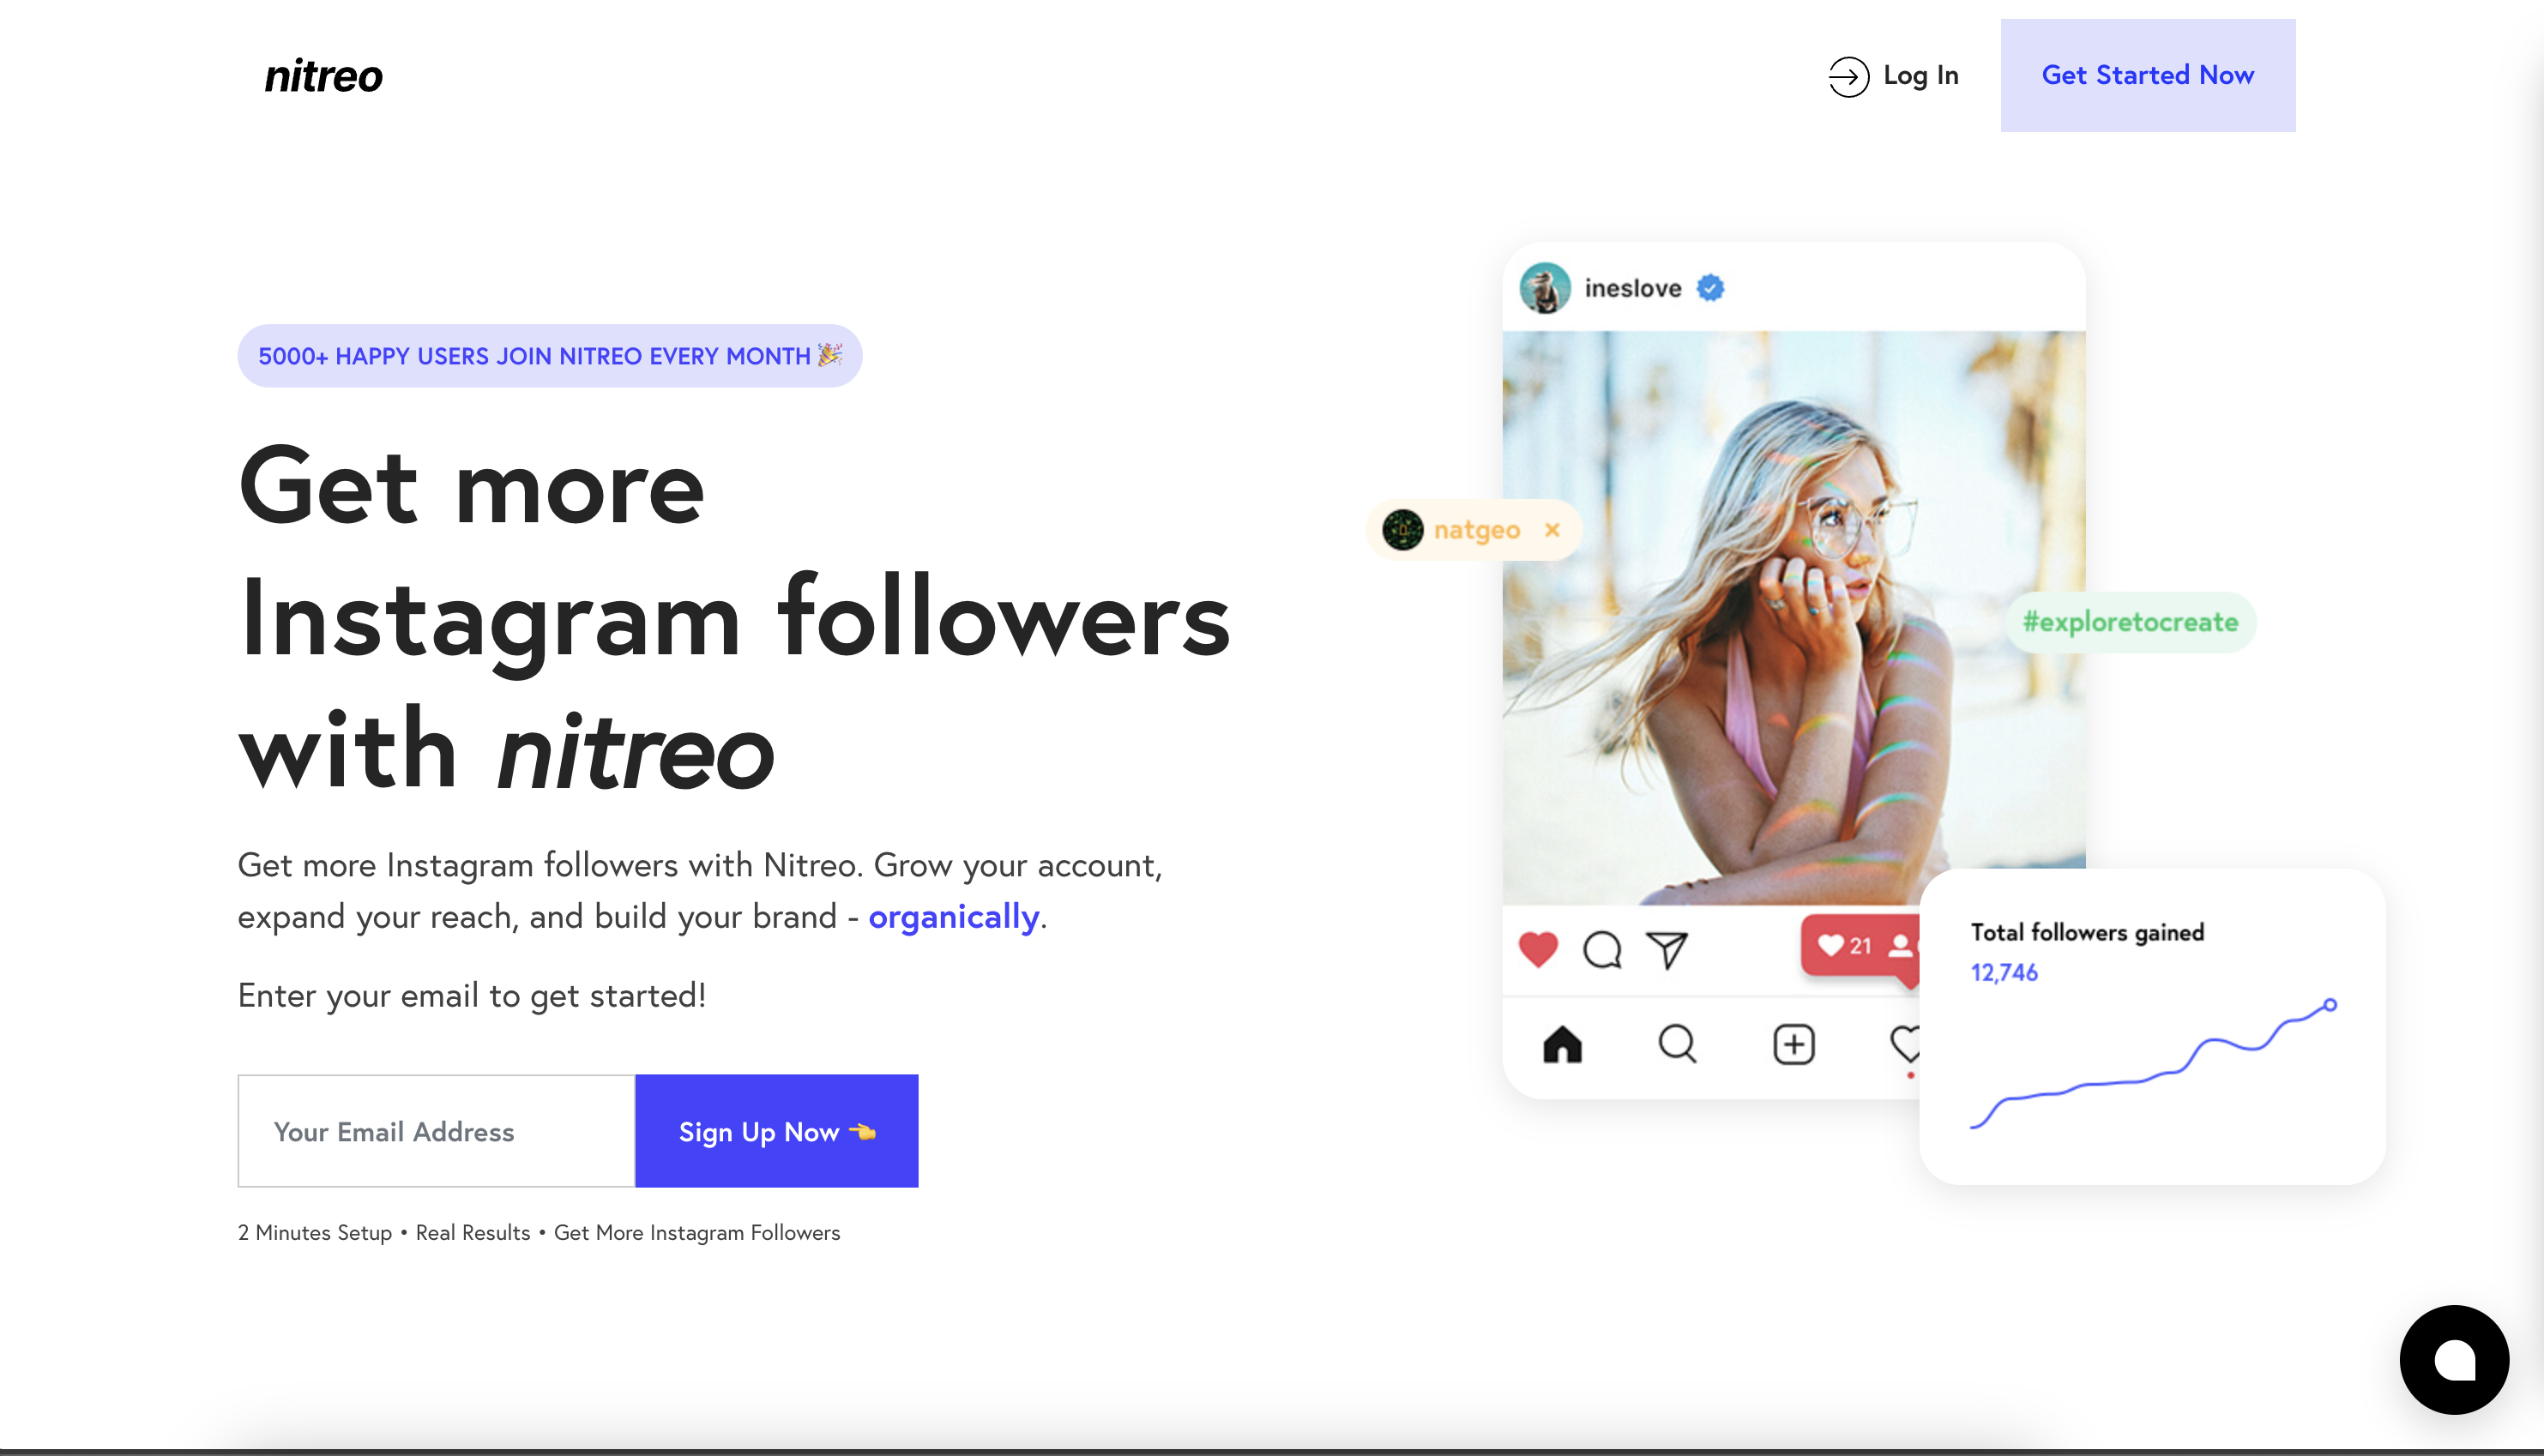 nitreo
Log In
Get Started Now
5000+ HAPPY USERS JOIN NITREO EVERY MONTH 🎉
Get more
Instagram followers
with nitreo
Get more Instagram followers with Nitreo. Grow your account,
expand your reach, and build your brand - organically.
Enter your email to get started!
Your Email Address
Sign Up Now 👈
2 Minutes Setup • Real Results • Get More Instagram Followers
ineslove
natgeo ×
#exploretocreate
21
Total followers gained
12,746